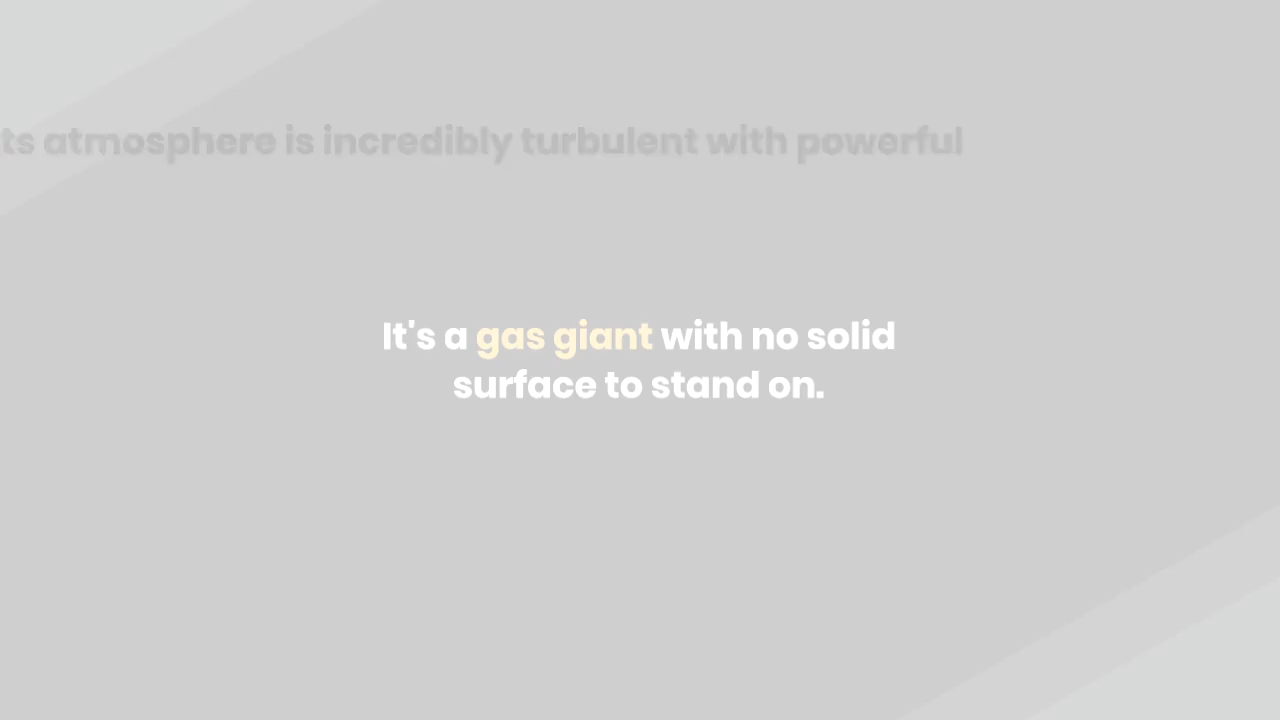 ts atmosphere is incredibly turbulent with powerful
It's a gas giant with no solid
surface to stand on.